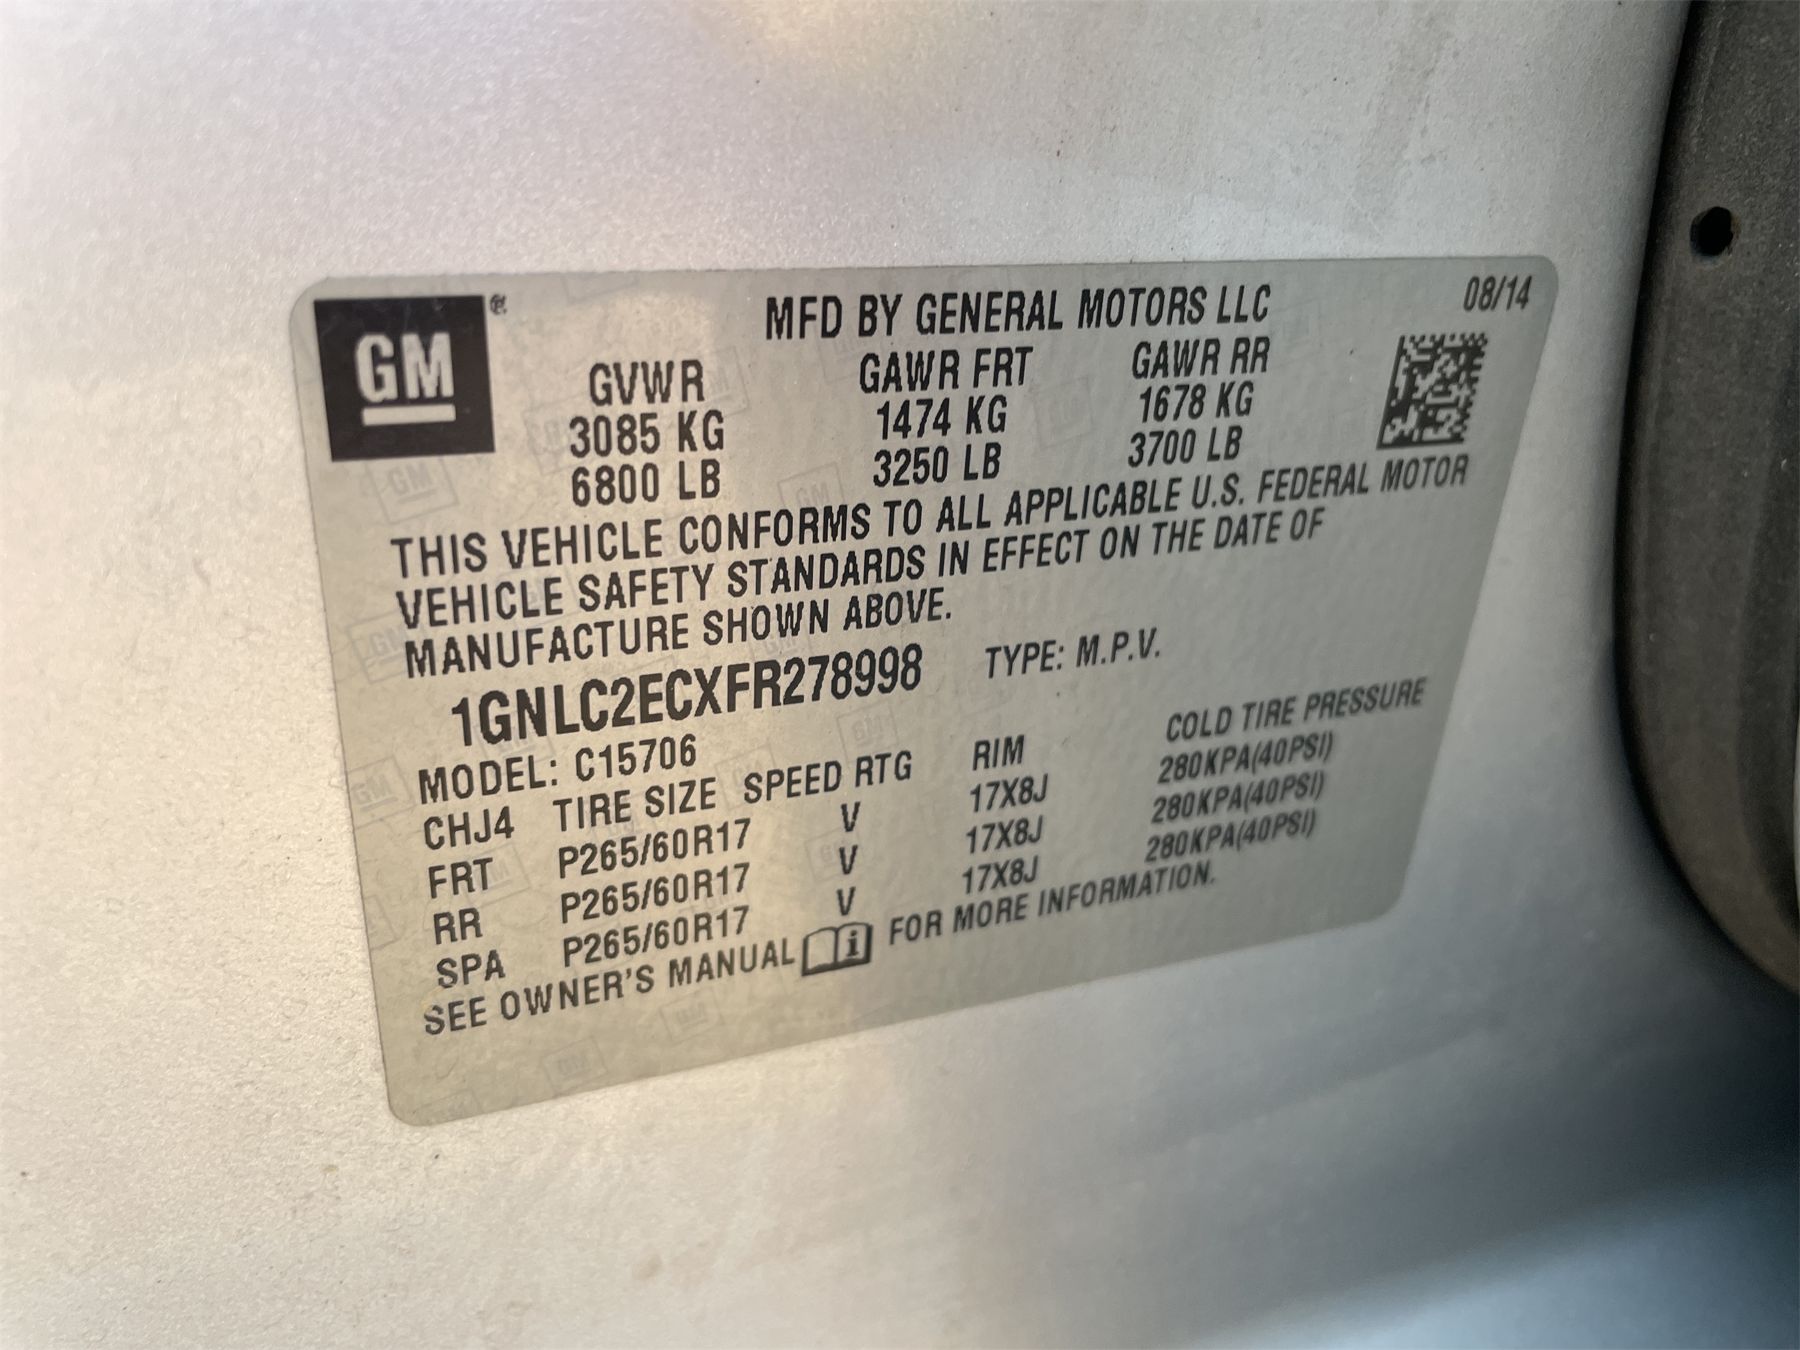 GM
MFD BY GENERAL MOTORS LLC 08/14
GVWR GAWR FRT GAWR RR
3085 KG 1474 KG 1678 KG
6800 LB 3250 LB 3700 LB
THIS VEHICLE CONFORMS TO ALL APPLICABLE U.S. FEDERAL MOTOR
VEHICLE SAFETY STANDARDS IN EFFECT ON THE DATE OF
MANUFACTURE SHOWN ABOVE.
1GNLC2ECXFR278998 TYPE: M.P.V.
MODEL: C15706
CHJ4 TIRE SIZE SPEED RTG RIM COLD TIRE PRESSURE
FRT P265/60R17 V 17X8J 280KPA(40PSI)
RR P265/60R17 V 17X8J 280KPA(40PSI)
SPA P265/60R17 V 17X8J 280KPA(40PSI)
SEE OWNER'S MANUAL i FOR MORE INFORMATION.